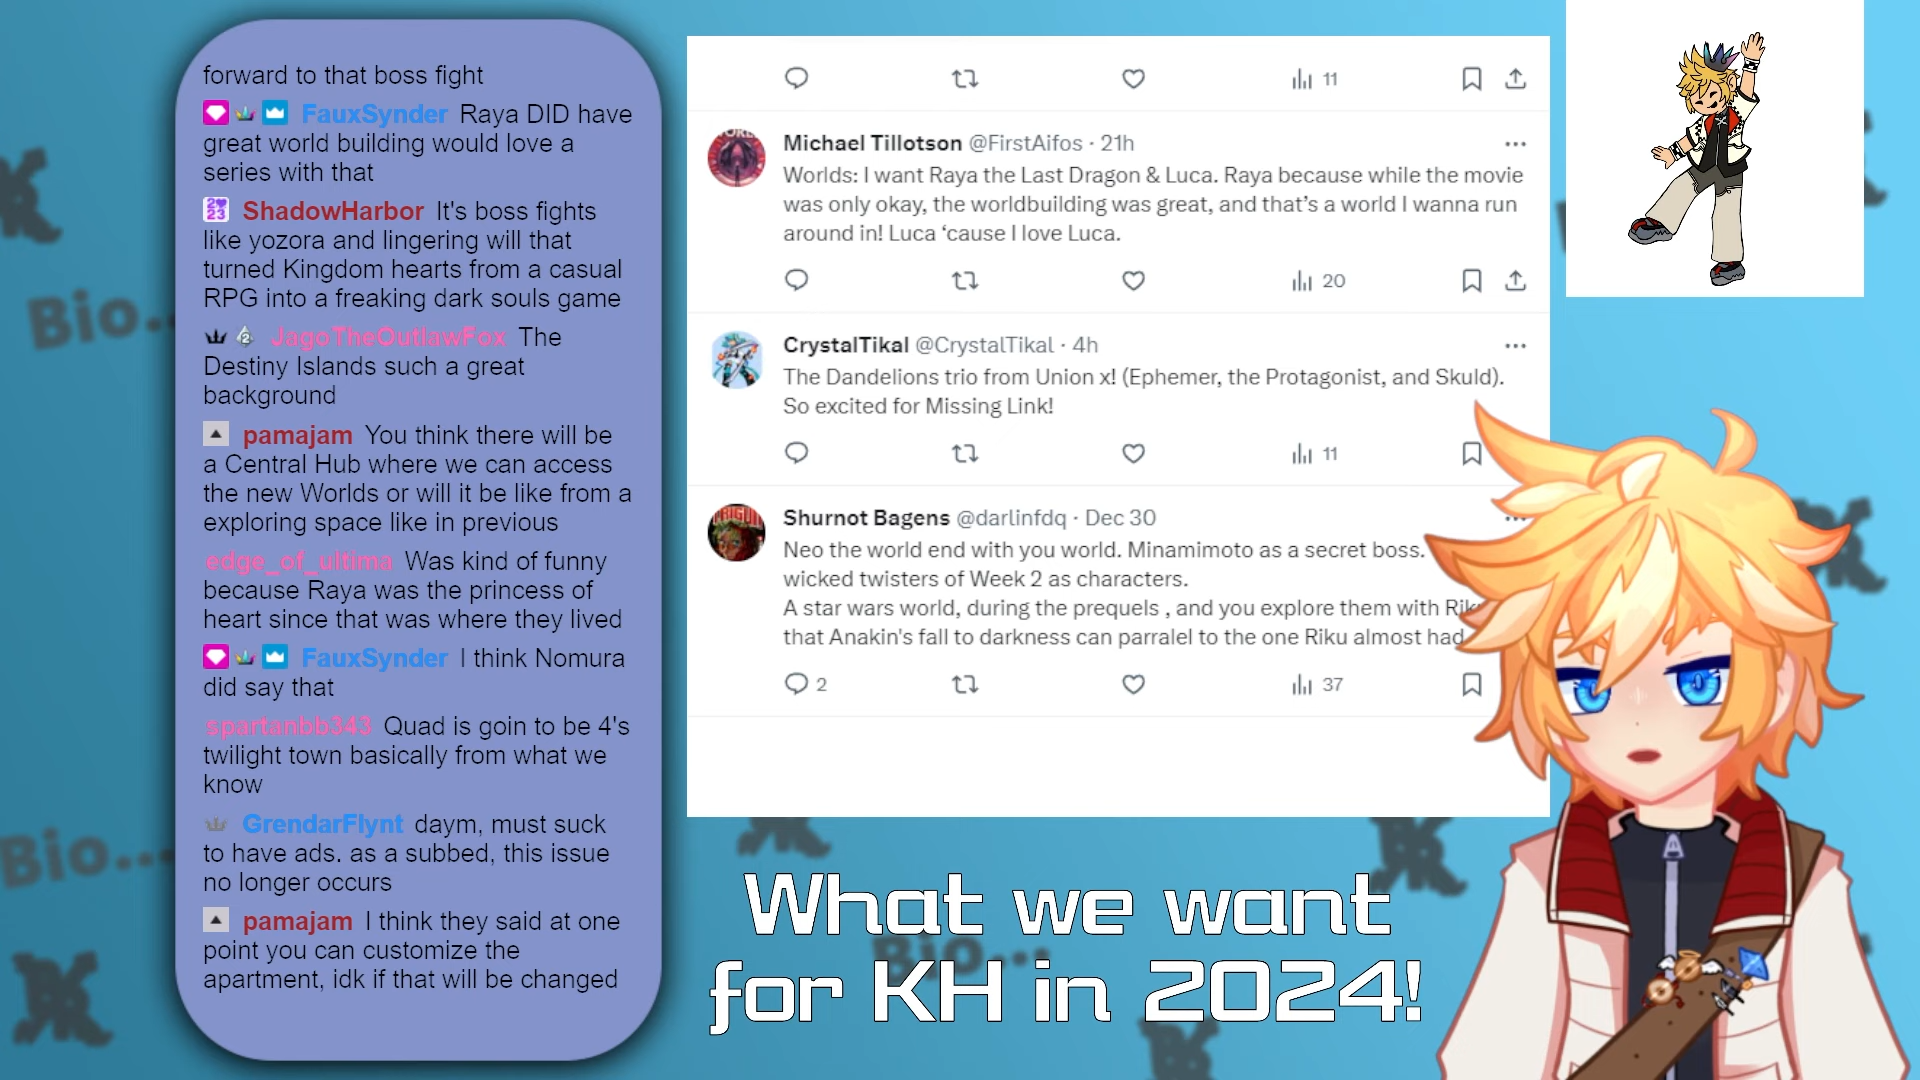 forward to that boss fight
FauxSynder Raya DID have
great world building would love a
series with that
ShadowHarbor It's boss fights
like yozora and lingering will that
turned Kingdom hearts from a casual
RPG into a freaking dark souls game
JagoTheOutlawFox The
Destiny Islands such a great
background
pamajam You think there will be
a Central Hub where we can access
the new Worlds or will it be like from a
exploring space like in previous
edge_of_ultima Was kind of funny
because Raya was the princess of
heart since that was where they lived
FauxSynder I think Nomura
did say that
spartanbb343 Quad is goin to be 4's
twilight town basically from what we
know
GrendarFlynt daym, must suck
to have ads. as a subbed, this issue
no longer occurs
pamajam I think they said at one
point you can customize the
apartment, idk if that will be changed
11
Michael Tillotson @FirstAifos · 21h
Worlds: I want Raya the Last Dragon & Luca. Raya because while the movie
was only okay, the worldbuilding was great, and that’s a world I wanna run
around in! Luca ‘cause I love Luca.
20
CrystalTikal @CrystalTikal · 4h
The Dandelions trio from Union x! (Ephemer, the Protagonist, and Skuld).
So excited for Missing Link!
11
Shurnot Bagens @darlinfdq · Dec 30
Neo the world end with you world. Minamimoto as a secret boss.
wicked twisters of Week 2 as characters.
A star wars world, during the prequels , and you explore them with
that Anakin's fall to darkness can parralel to the one Riku almost had
2 37
What we want
for KH in 2024!
Bio...
Bio...
Bio...